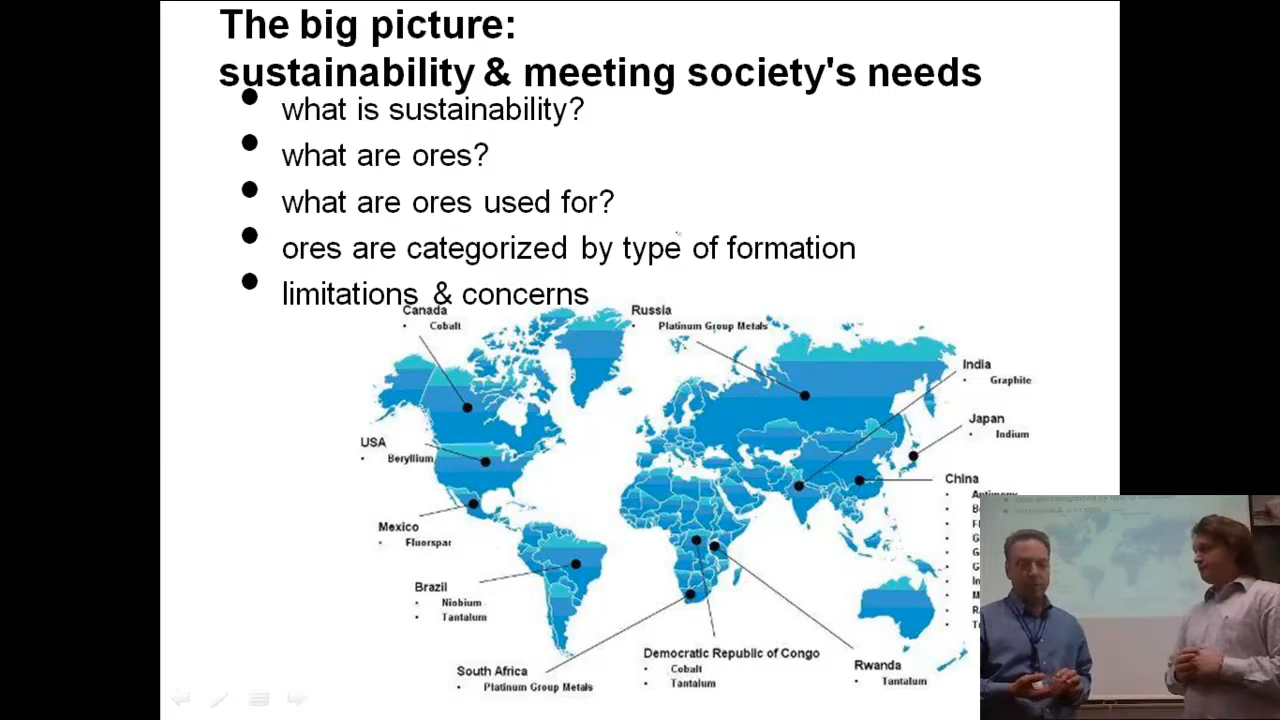 The big picture:
sustainability & meeting society's needs
• what is sustainability?
• what are ores?
• what are ores used for?
• ores are categorized by type of formation
• limitations & concerns
Canada
• Cobalt
Russia
• Platinum Group Metals
India
• Graphite
Japan
• Indium
USA
• Beryllium
China
• Antimony
Mexico
• Fluorspar
Brazil
• Niobium
• Tantalum
Democratic Republic of Congo
• Cobalt
• Tantalum
Rwanda
• Tantalum
South Africa
• Platinum Group Metals